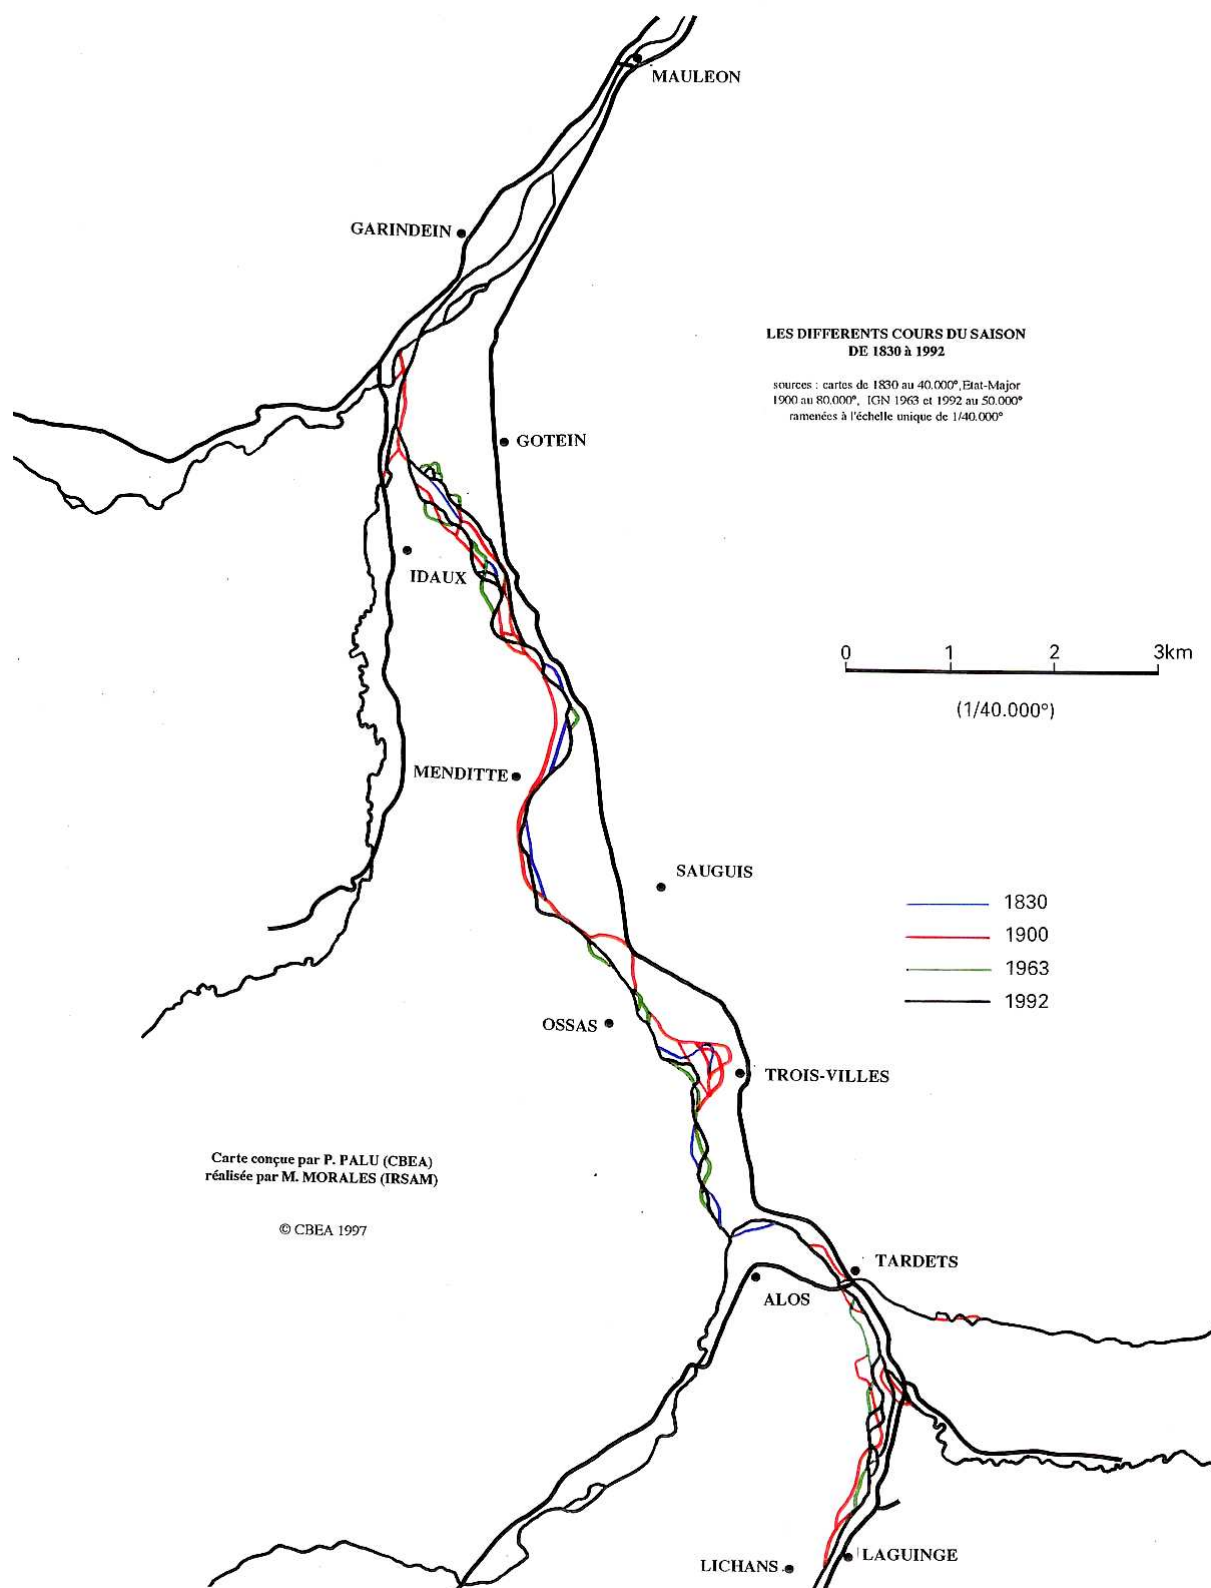 MAULEON
GARINDEIN
LES DIFFERENTS COURS DU SAISON
DE 1830 à 1992
sources : cartes de 1830 au 40.000°, Etat-Major
1900 au 80.000°, IGN 1963 et 1992 au 50.000°
ramenées à l'échelle unique de 1/40.000°
GOTEIN
IDAUX
0 1 2 3km
(1/40.000°)
MENDITTE
SAUGUIS
1830
1900
1963
1992
OSSAS
TROIS-VILLES
Carte conçue par P. PALU (CBEA)
réalisée par M. MORALES (IRSAM)
© CBEA 1997
TARDETS
ALOS
LICHANS
LAGUINGE